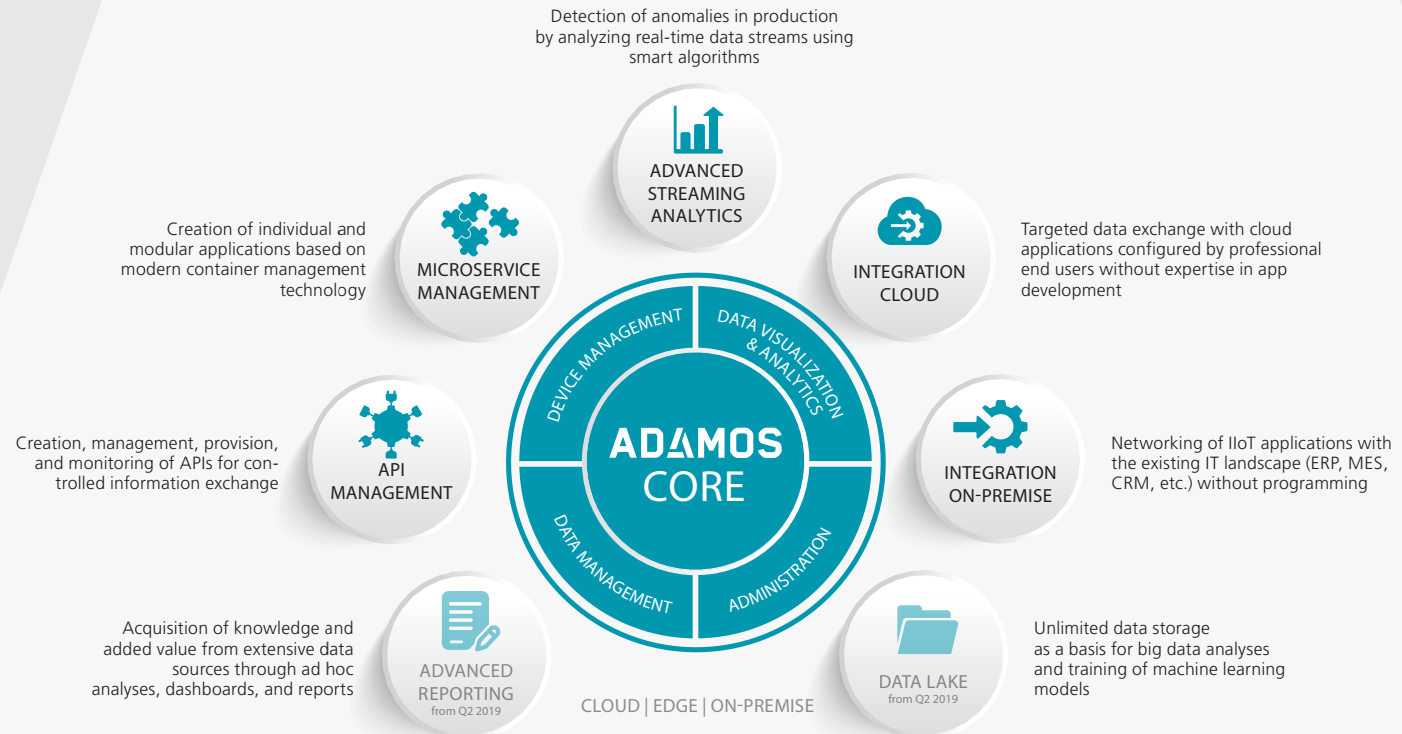 Detection of anomalies in production
by analyzing real-time data streams using
smart algorithms
ADVANCED
STREAMING
ANALYTICS
Creation of individual and
modular applications based on
modern container management
technology
MICROSERVICE
MANAGEMENT
INTEGRATION
CLOUD
Targeted data exchange with cloud
applications configured by professional
end users without expertise in app
development
DEVICE MANAGEMENT
DATA VISUALIZATION
& ANALYTICS
Creation, management, provision,
and monitoring of APIs for con-
trolled information exchange
API
MANAGEMENT
ADAMOS
CORE
INTEGRATION
ON-PREMISE
Networking of IIoT applications with
the existing IT landscape (ERP, MES,
CRM, etc.) without programming
DATA MANAGEMENT
ADMINISTRATION
Acquisition of knowledge and
added value from extensive data
sources through ad hoc
analyses, dashboards, and reports
ADVANCED
REPORTING
from Q2 2019
CLOUD | EDGE | ON-PREMISE
DATA LAKE
from Q2 2019
Unlimited data storage
as a basis for big data analyses
and training of machine learning
models